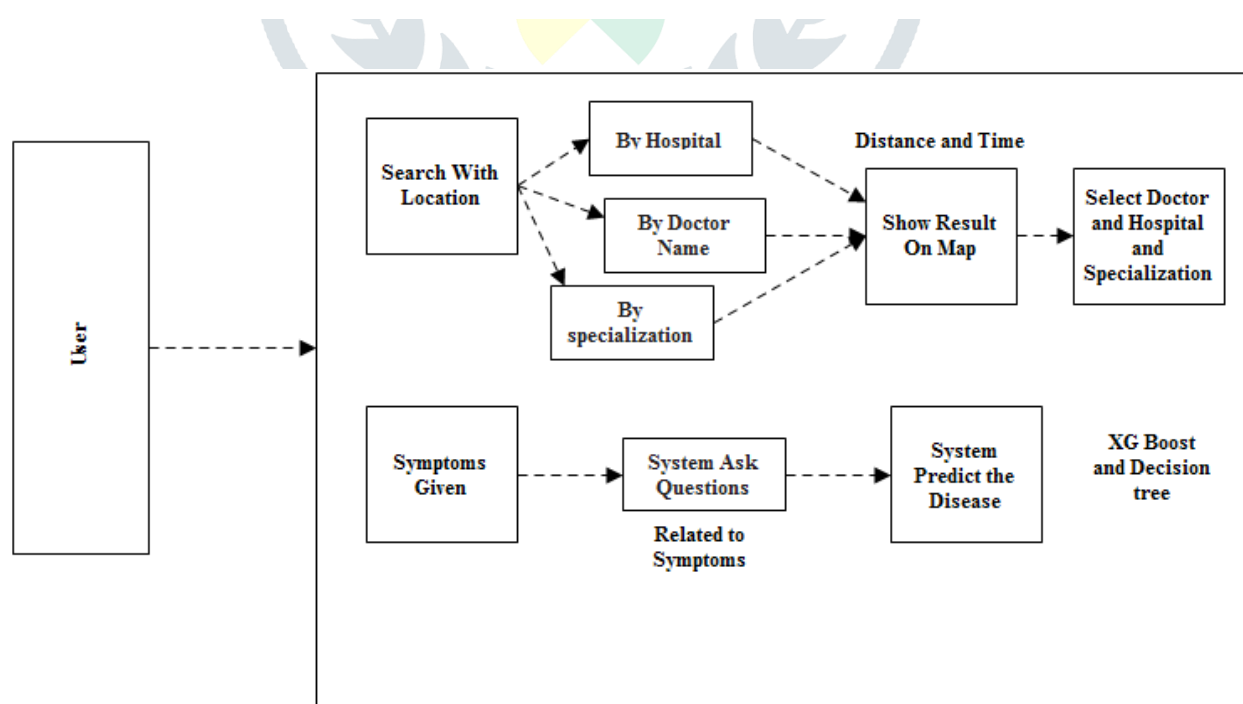 User
Search With
Location
By Hospital
By Doctor
Name
By
specialization
Distance and Time
Show Result
On Map
Select Doctor
and Hospital
and
Specialization
Symptoms
Given
System Ask
Questions
Related to
Symptoms
System
Predict the
Disease
XG Boost
and Decision
tree